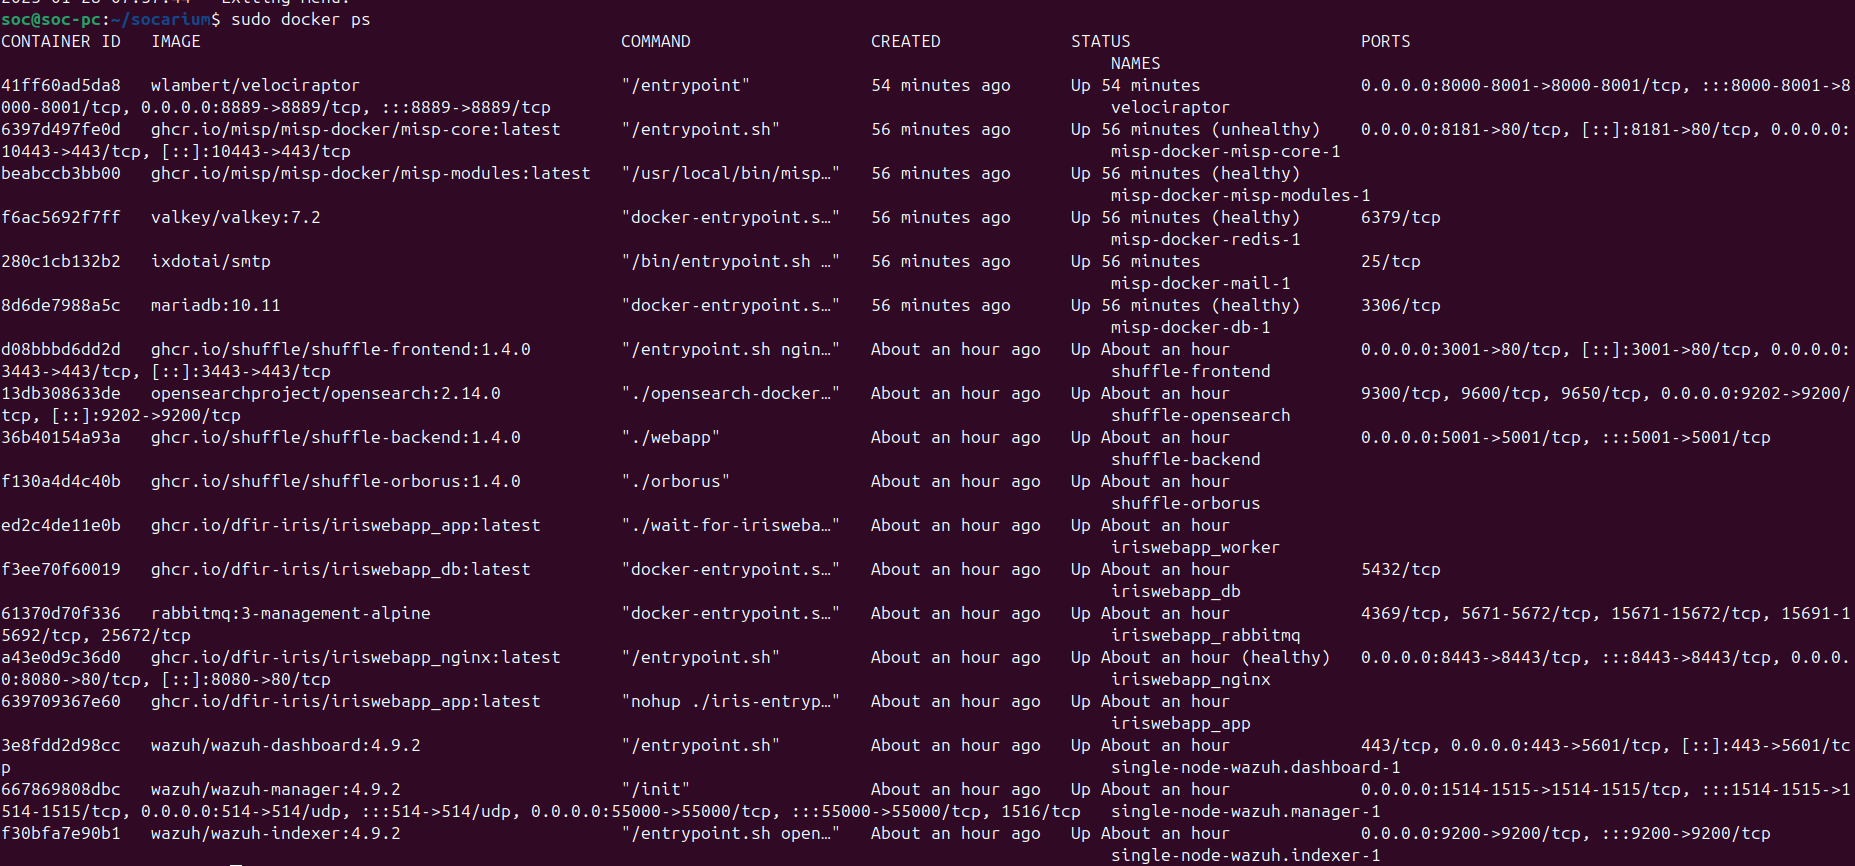 soc@soc-pc:~/socarium$ sudo docker ps
CONTAINER ID   IMAGE                                          COMMAND                  CREATED             STATUS                       PORTS
NAMES
41ff60ad5da8   wlambert/velociraptor                          "/entrypoint"            54 minutes ago      Up 54 minutes                0.0.0.0:8000-8001->8000-8001/tcp, :::8000-8001->8
000-8001/tcp, 0.0.0.0:8889->8889/tcp, :::8889->8889/tcp
velociraptor
6397d497fe0d   ghcr.io/misp/misp-docker/misp-core:latest      "/entrypoint.sh"         56 minutes ago      Up 56 minutes (unhealthy)    0.0.0.0:8181->80/tcp, [::]:8181->80/tcp, 0.0.0.0:
10443->443/tcp, [::]:10443->443/tcp
misp-docker-misp-core-1
beabccb3bb00   ghcr.io/misp/misp-docker/misp-modules:latest   "/usr/local/bin/misp…"   56 minutes ago      Up 56 minutes (healthy)
misp-docker-misp-modules-1
f6ac5692f7ff   valkey/valkey:7.2                              "docker-entrypoint.s…"   56 minutes ago      Up 56 minutes (healthy)      6379/tcp
misp-docker-redis-1
280c1cb132b2   ixdotai/smtp                                   "/bin/entrypoint.sh …"   56 minutes ago      Up 56 minutes                25/tcp
misp-docker-mail-1
8d6de7988a5c   mariadb:10.11                                  "docker-entrypoint.s…"   56 minutes ago      Up 56 minutes (healthy)      3306/tcp
misp-docker-db-1
d08bbbd6dd2d   ghcr.io/shuffle/shuffle-frontend:1.4.0         "/entrypoint.sh ngin…"   About an hour ago   Up About an hour             0.0.0.0:3001->80/tcp, [::]:3001->80/tcp, 0.0.0.0:
3443->443/tcp, [::]:3443->443/tcp
shuffle-frontend
13db308633de   opensearchproject/opensearch:2.14.0            "./opensearch-docker…"   About an hour ago   Up About an hour             9300/tcp, 9600/tcp, 9650/tcp, 0.0.0.0:9202->9200/
tcp, [::]:9202->9200/tcp
shuffle-opensearch
36b40154a93a   ghcr.io/shuffle/shuffle-backend:1.4.0          "./webapp"               About an hour ago   Up About an hour             0.0.0.0:5001->5001/tcp, :::5001->5001/tcp
shuffle-backend
f130a4d4c40b   ghcr.io/shuffle/shuffle-orborus:1.4.0          "./orborus"              About an hour ago   Up About an hour
shuffle-orborus
ed2c4de11e0b   ghcr.io/dfir-iris/iriswebapp_app:latest        "./wait-for-irisweba…"   About an hour ago   Up About an hour
iriswebapp_worker
f3ee70f60019   ghcr.io/dfir-iris/iriswebapp_db:latest         "docker-entrypoint.s…"   About an hour ago   Up About an hour             5432/tcp
iriswebapp_db
61370d70f336   rabbitmq:3-management-alpine                   "docker-entrypoint.s…"   About an hour ago   Up About an hour             4369/tcp, 5671-5672/tcp, 15671-15672/tcp, 15691-1
5692/tcp, 25672/tcp
iriswebapp_rabbitmq
a43e0d9c36d0   ghcr.io/dfir-iris/iriswebapp_nginx:latest      "/entrypoint.sh"         About an hour ago   Up About an hour (healthy)   0.0.0.0:8443->8443/tcp, :::8443->8443/tcp, 0.0.0.
0:8080->80/tcp, [::]:8080->80/tcp
iriswebapp_nginx
639709367e60   ghcr.io/dfir-iris/iriswebapp_app:latest        "nohup ./iris-entryp…"   About an hour ago   Up About an hour
iriswebapp_app
3e8fdd2d98cc   wazuh/wazuh-dashboard:4.9.2                    "/entrypoint.sh"         About an hour ago   Up About an hour             443/tcp, 0.0.0.0:443->5601/tcp, [::]:443->5601/tc
p
single-node-wazuh.dashboard-1
667869808dbc   wazuh/wazuh-manager:4.9.2                      "/init"                  About an hour ago   Up About an hour             0.0.0.0:1514-1515->1514-1515/tcp, :::1514-1515->1
514-1515/tcp, 0.0.0.0:514->514/udp, :::514->514/udp, 0.0.0.0:55000->55000/tcp, :::55000->55000/tcp, 1516/tcp   single-node-wazuh.manager-1
f30bfa7e90b1   wazuh/wazuh-indexer:4.9.2                      "/entrypoint.sh open…"   About an hour ago   Up About an hour             0.0.0.0:9200->9200/tcp, :::9200->9200/tcp
single-node-wazuh.indexer-1